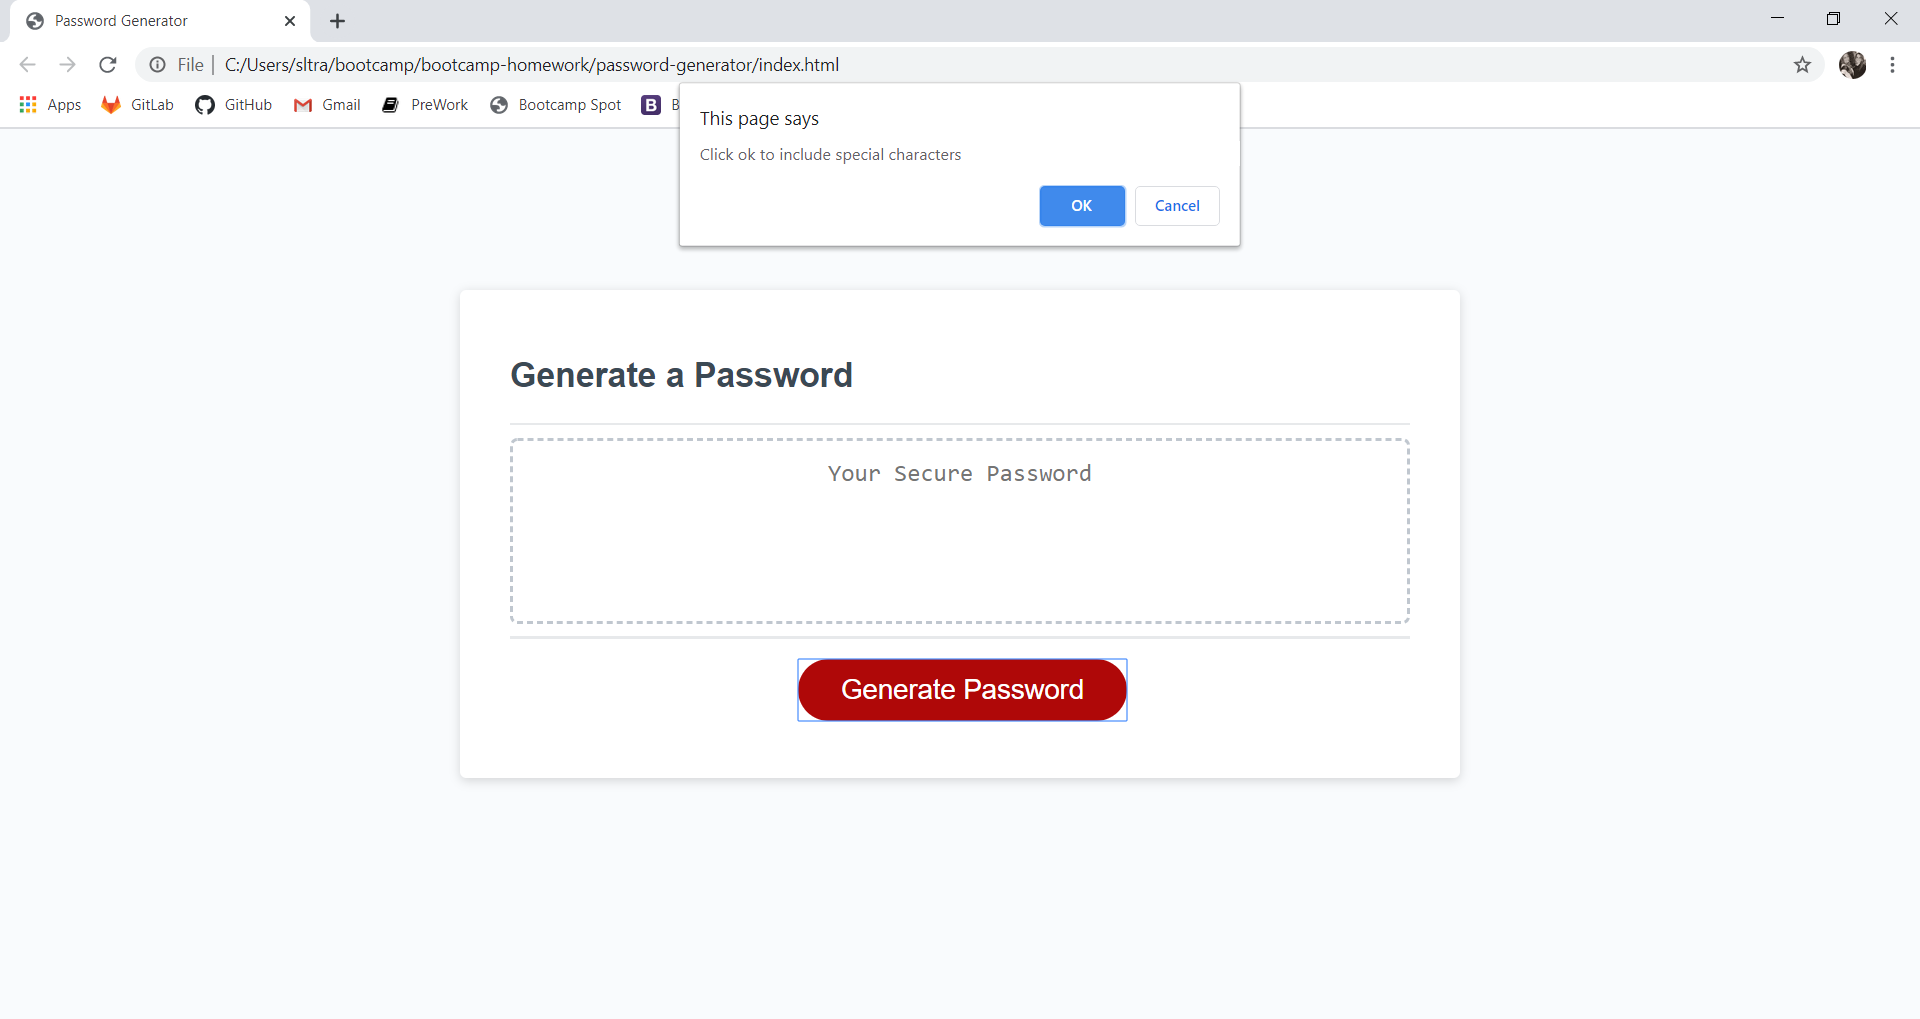 Password Generator
File
C:/Users/sltra/bootcamp/bootcamp-homework/password-generator/index.html
Apps GitLab GitHub Gmail PreWork Bootcamp Spot B B
This page says
Click ok to include special characters
OK Cancel
Generate a Password
Your Secure Password
Generate Password